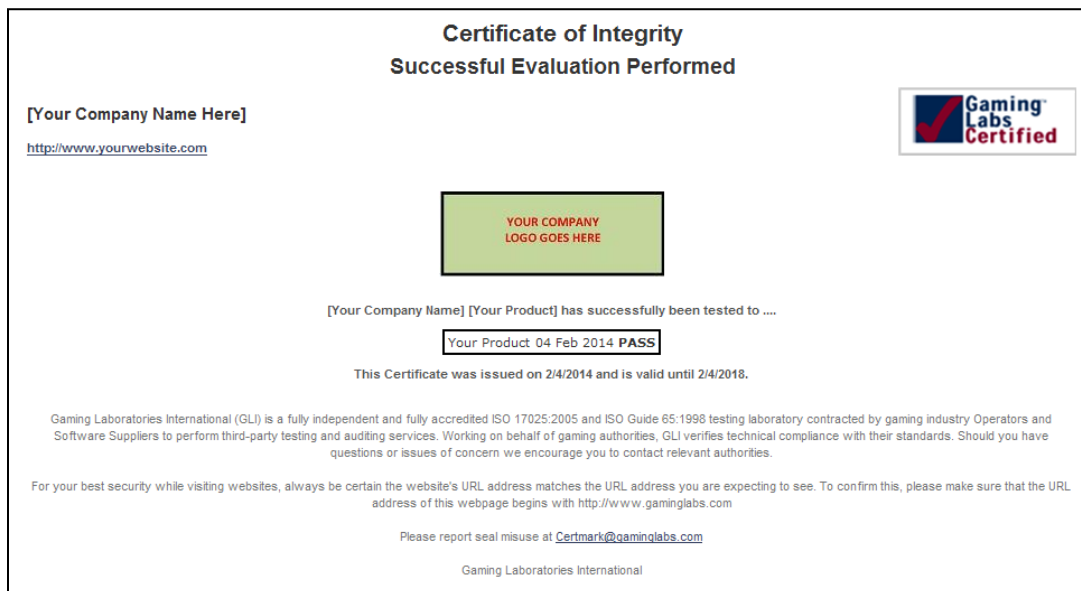 Certificate of Integrity
Successful Evaluation Performed
[Your Company Name Here]
http://www.yourwebsite.com
Gaming™
Labs
Certified
YOUR COMPANY
LOGO GOES HERE
[Your Company Name] [Your Product] has successfully been tested to ....
Your Product 04 Feb 2014 PASS
This Certificate was issued on 2/4/2014 and is valid until 2/4/2018.
Gaming Laboratories International (GLI) is a fully independent and fully accredited ISO 17025:2005 and ISO Guide 65:1998 testing laboratory contracted by gaming industry Operators and
Software Suppliers to perform third-party testing and auditing services. Working on behalf of gaming authorities, GLI verifies technical compliance with their standards. Should you have
questions or issues of concern we encourage you to contact relevant authorities.
For your best security while visiting websites, always be certain the website's URL address matches the URL address you are expecting to see. To confirm this, please make sure that the URL
address of this webpage begins with http://www.gaminglabs.com
Please report seal misuse at Certmark@gaminglabs.com
Gaming Laboratories International